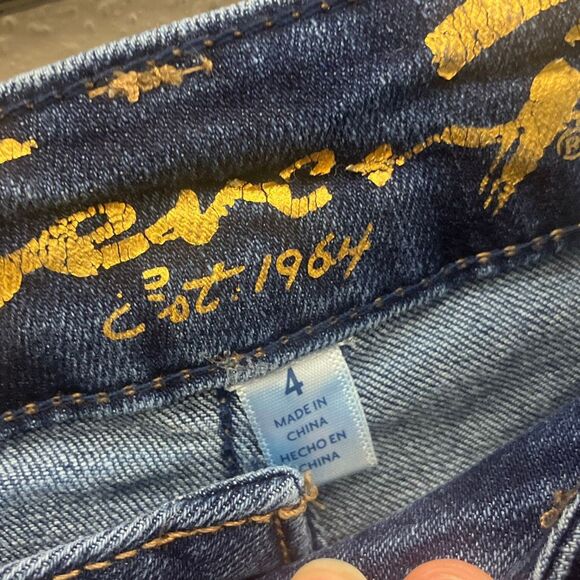 ®
Est. 1964
4
MADE IN
CHINA
HECHO EN
CHINA